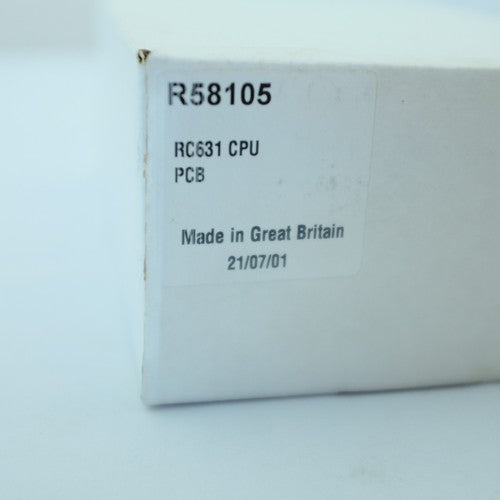 R58105
RC631 CPU
PCB
Made in Great Britain
21/07/01